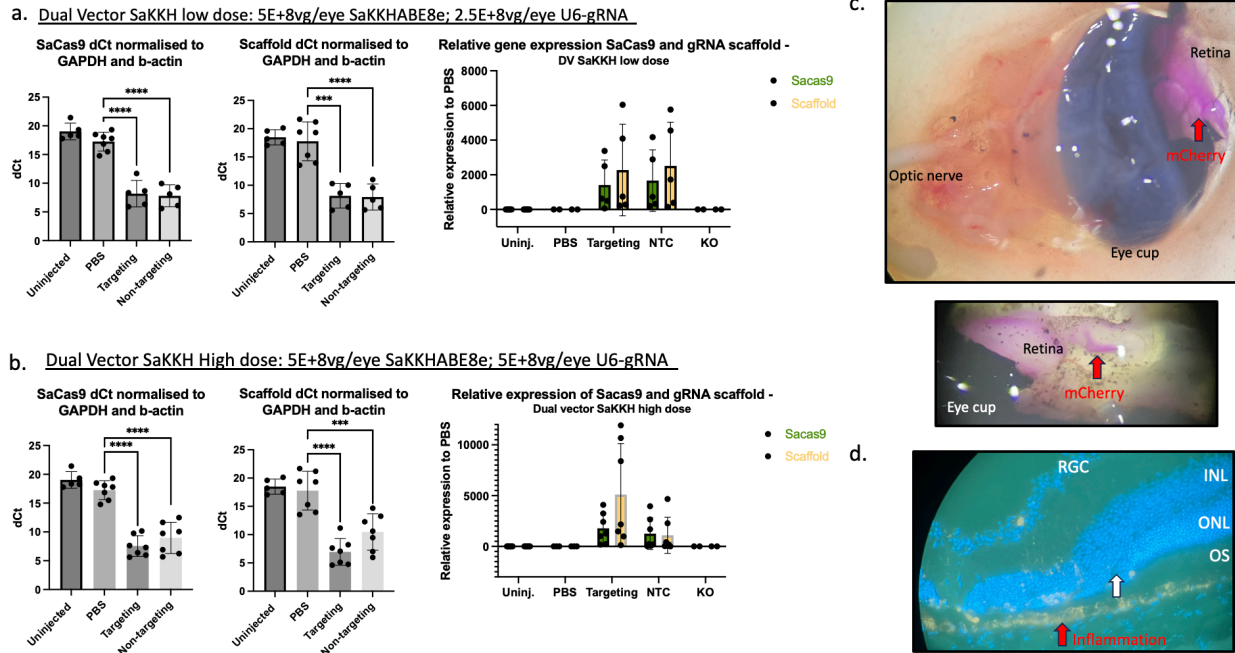 a. Dual Vector SaKKH low dose: 5E+8vg/eye SaKKHABE8e; 2.5E+8vg/eye U6-gRNA
SaCas9 dCt normalised to
GAPDH and b-actin
dCt
25
20
15
10
5
0
****
****
Uninjected
PBS
Targeting
Non-targeting
Scaffold dCt normalised to
GAPDH and b-actin
dCt
25
20
15
10
5
0
****
***
Uninjected
PBS
Targeting
Non-targeting
Relative gene expression SaCas9 and gRNA scaffold -
DV SaKKH low dose
Relative expression to PBS
8000
6000
4000
2000
0
Uninj.
PBS
Targeting
NTC
KO
Sacas9
Scaffold
b. Dual Vector SaKKH High dose: 5E+8vg/eye SaKKHABE8e; 5E+8vg/eye U6-gRNA
SaCas9 dCt normalised to
GAPDH and b-actin
dCt
25
20
15
10
5
0
****
****
Uninjected
PBS
Targeting
Non-targeting
Scaffold dCt normalised to
GAPDH and b-actin
dCt
25
20
15
10
5
0
***
****
Uninjected
PBS
Targeting
Non-targeting
Relative expression of Sacas9 and gRNA scaffold -
Dual vector SaKKH high dose
Relative expression to PBS
10000
5000
0
Uninj.
PBS
Targeting
NTC
KO
Sacas9
Scaffold
c.
Retina
mCherry
Optic nerve
Eye cup
Retina
mCherry
Eye cup
d.
RGC
INL
ONL
OS
Inflammation